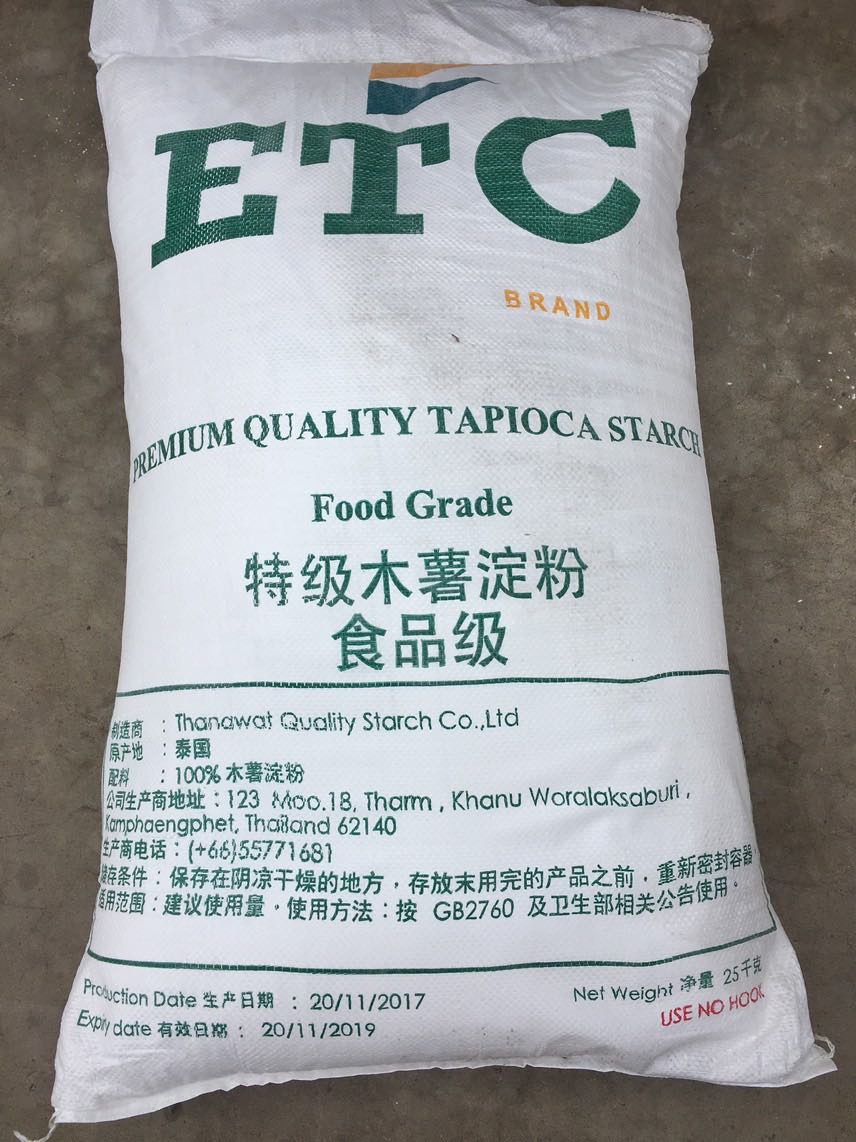 ETC
BRAND
PREMIUM QUALITY TAPIOCA STARCH
Food Grade
特级木薯淀粉
食品级
制造商 : Thanawat Quality Starch Co.,Ltd
原产地 : 泰国
配料 : 100% 木薯淀粉
公司生产商地址 : 123 Moo.18, Tharm , Khanu Woralaksaburi ,
Kamphaengphet, Thailand 62140
生产商电话 : (+66)55771681
储存条件 : 保存在阴凉干燥的地方，存放末用完的产品之前，重新密封容器
适用范围 : 建议使用量，使用方法 : 按 GB2760 及卫生部相关公告使用。
Production Date 生产日期 : 20/11/2017
Expiry date 有效日期 : 20/11/2019
Net Weight 净量 25千克
USE NO HOOK